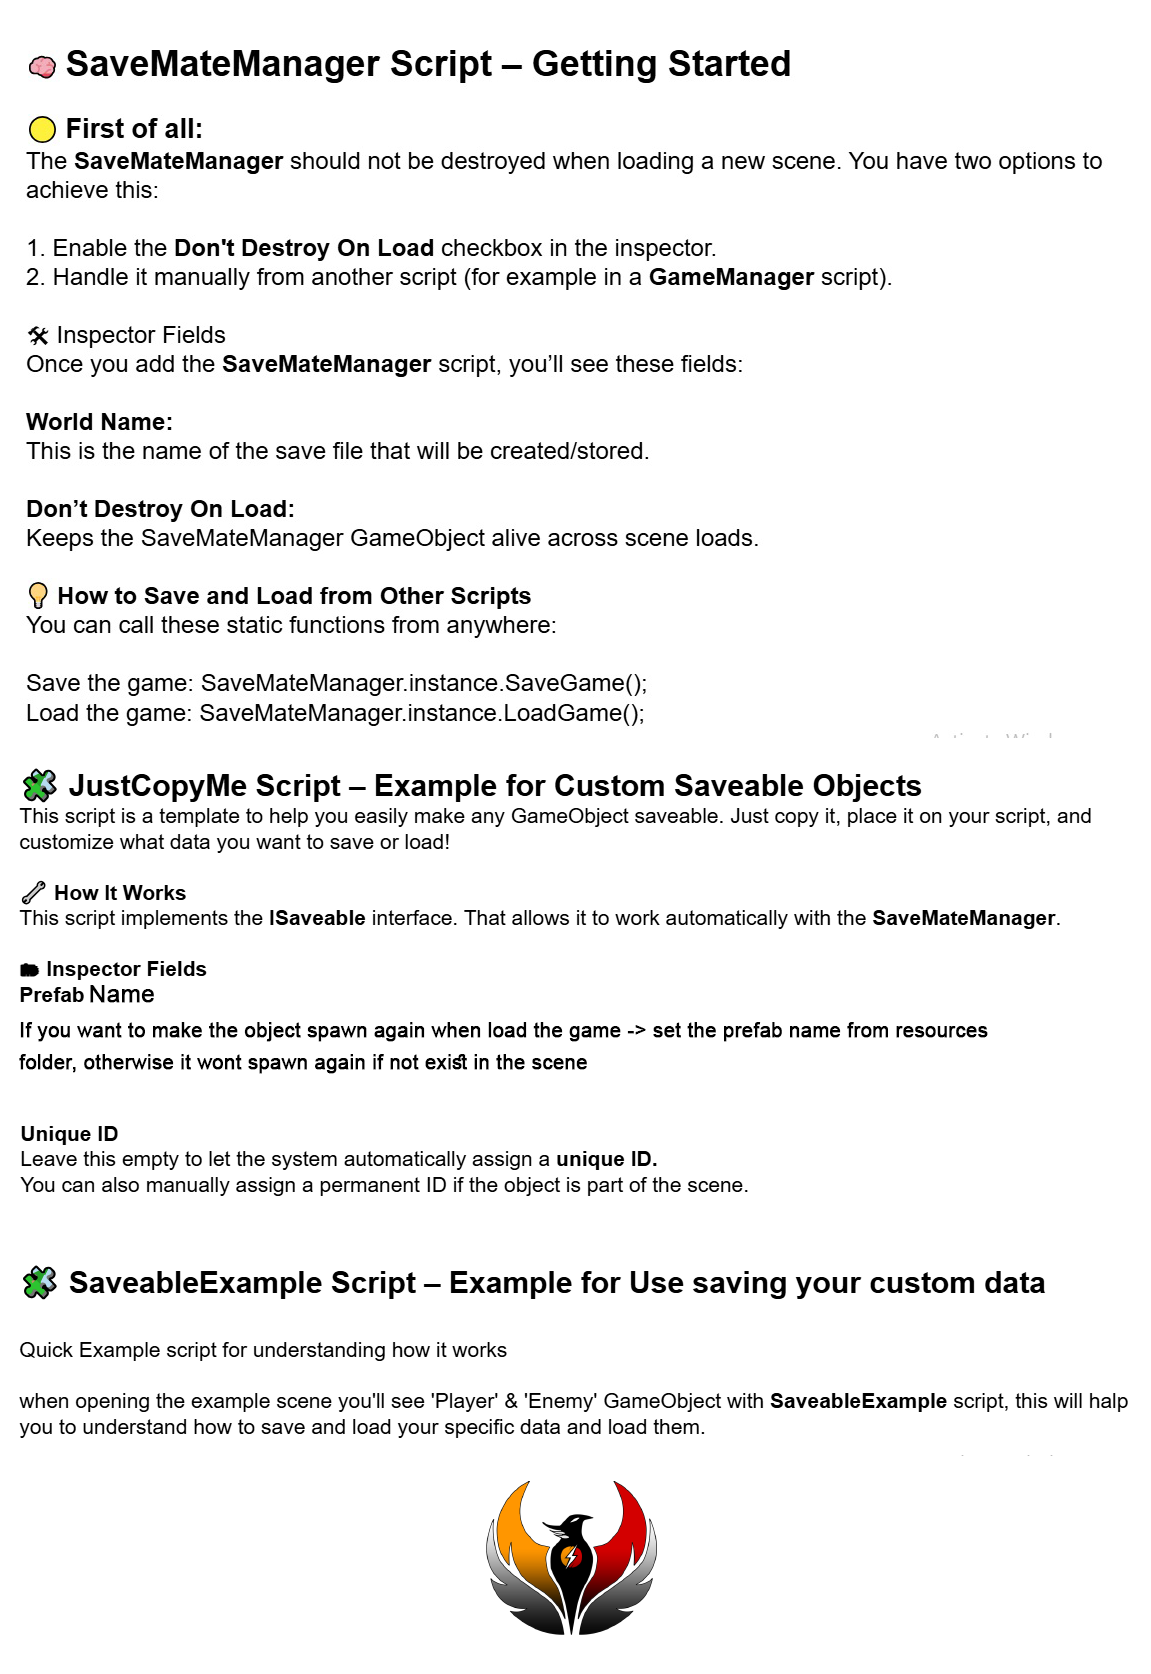 🧠 SaveMateManager Script – Getting Started
🟡 First of all:
The SaveMateManager should not be destroyed when loading a new scene. You have two options to
achieve this:
1. Enable the Don't Destroy On Load checkbox in the inspector.
2. Handle it manually from another script (for example in a GameManager script).
🛠 Inspector Fields
Once you add the SaveMateManager script, you’ll see these fields:
World Name:
This is the name of the save file that will be created/stored.
Don’t Destroy On Load:
Keeps the SaveMateManager GameObject alive across scene loads.
💡 How to Save and Load from Other Scripts
You can call these static functions from anywhere:
Save the game: SaveMateManager.instance.SaveGame();
Load the game: SaveMateManager.instance.LoadGame();
🧩 JustCopyMe Script – Example for Custom Saveable Objects
This script is a template to help you easily make any GameObject saveable. Just copy it, place it on your script, and
customize what data you want to save or load!
🔧 How It Works
This script implements the ISaveable interface. That allows it to work automatically with the SaveMateManager.
Inspector Fields
Prefab Name
If you want to make the object spawn again when load the game -> set the prefab name from resources
folder, otherwise it wont spawn again if not exist in the scene
Unique ID
Leave this empty to let the system automatically assign a unique ID.
You can also manually assign a permanent ID if the object is part of the scene.
🧩 SaveableExample Script – Example for Use saving your custom data
Quick Example script for understanding how it works
when opening the example scene you'll see 'Player' & 'Enemy' GameObject with SaveableExample script, this will halp
you to understand how to save and load your specific data and load them.